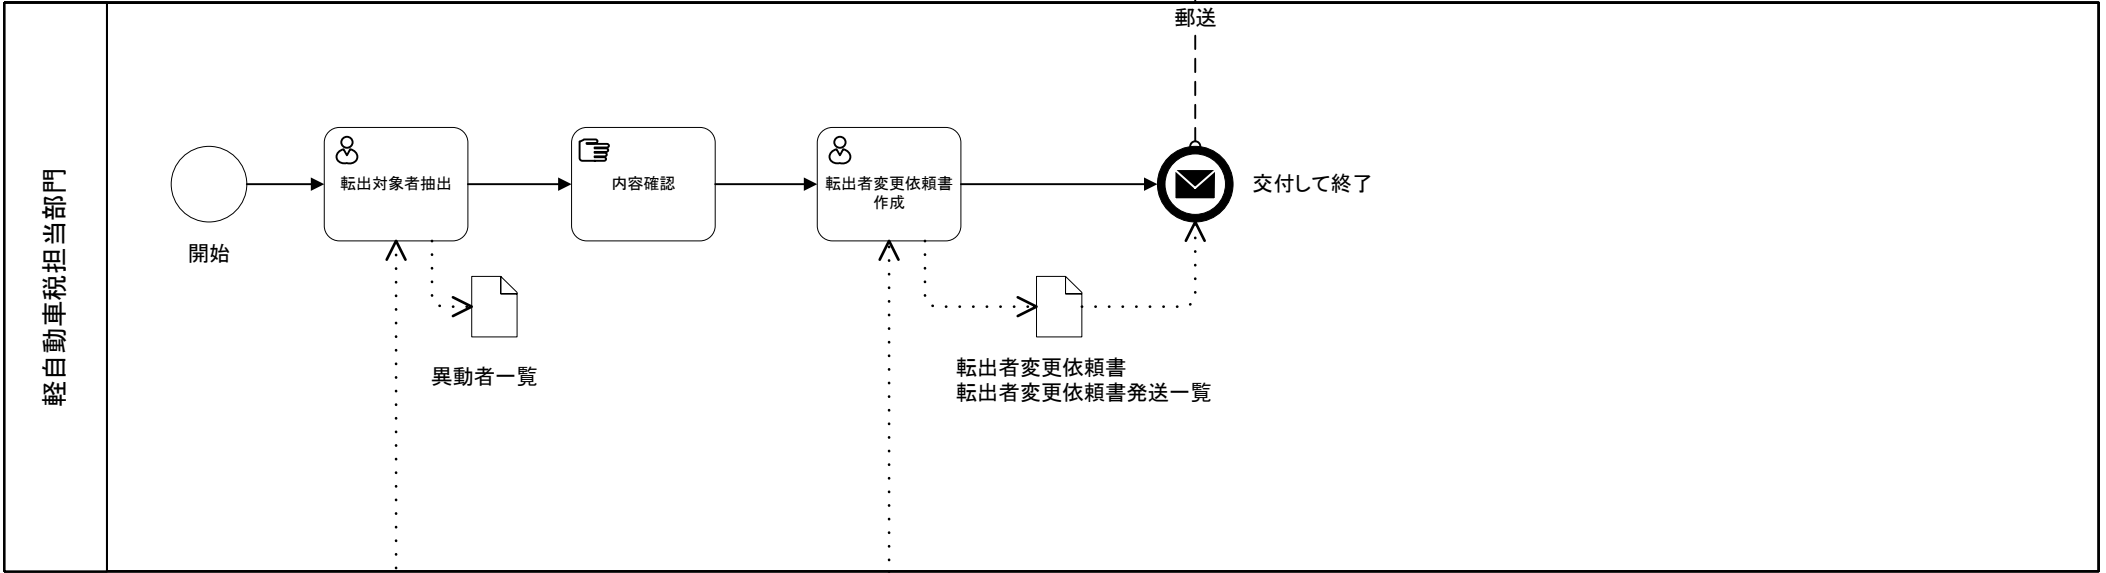 郵送
軽自動車税担当部門
開始
転出対象者抽出
内容確認
転出者変更依頼書
作成
交付して終了
異動者一覧
転出者変更依頼書
転出者変更依頼書発送一覧